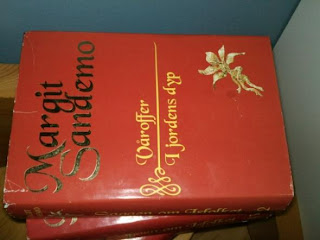 Margit
Sandemo
Våroffer
I jordens dyp